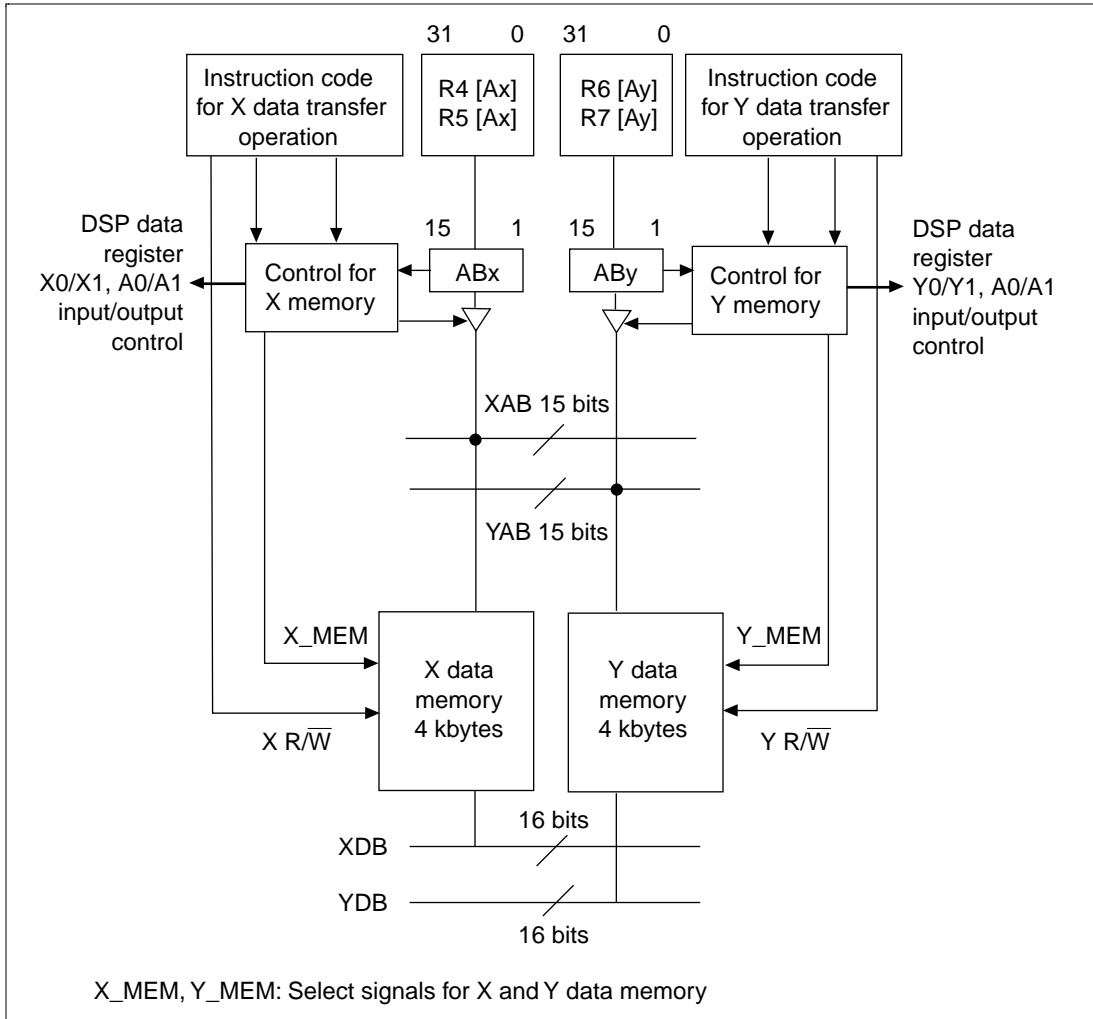 31 0 31 0
Instruction code
for X data transfer
operation
R4 [Ax]
R5 [Ax]
R6 [Ay]
R7 [Ay]
Instruction code
for Y data transfer
operation
DSP data
register
X0/X1, A0/A1
input/output
control
Control for
X memory
15 1
ABx
15 1
ABy
Control for
Y memory
DSP data
register
Y0/Y1, A0/A1
input/output
control
XAB 15 bits
YAB 15 bits
X_MEM
X R/W̅
X data
memory
4 kbytes
Y data
memory
4 kbytes
Y_MEM
Y R/W̅
16 bits
XDB
YDB
16 bits
X_MEM, Y_MEM: Select signals for X and Y data memory